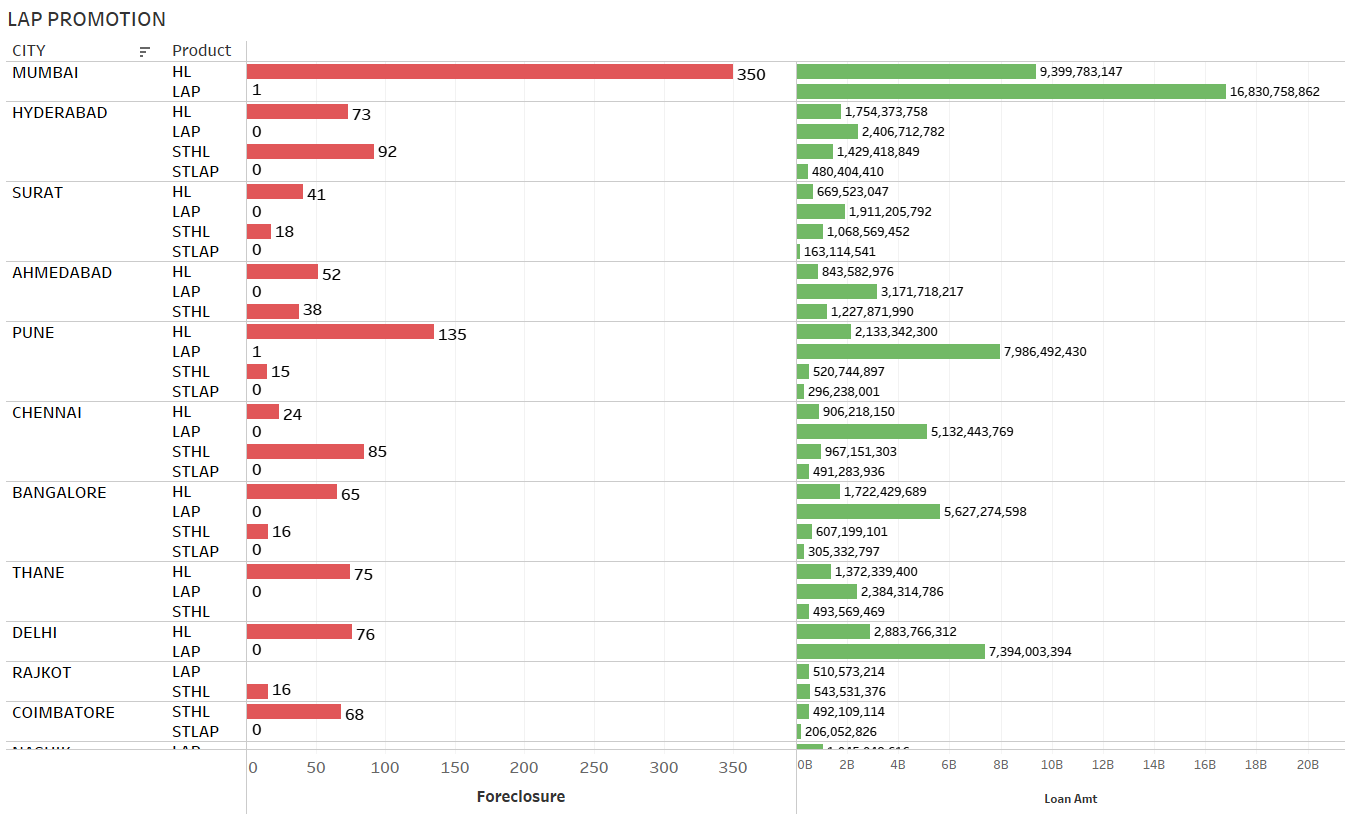 LAP PROMOTION
CITY Product
MUMBAI HL 350 9,399,783,147
LAP 1 16,830,758,862
HYDERABAD HL 73 1,754,373,758
LAP 0 2,406,712,782
STHL 92 1,429,418,849
STLAP 0 480,404,410
SURAT HL 41 669,523,047
LAP 0 1,911,205,792
STHL 18 1,068,569,452
STLAP 0 163,114,541
AHMEDABAD HL 52 843,582,976
LAP 0 3,171,718,217
STHL 38 1,227,871,990
PUNE HL 135 2,133,342,300
LAP 1 7,986,492,430
STHL 15 520,744,897
STLAP 0 296,238,001
CHENNAI HL 24 906,218,150
LAP 0 5,132,443,769
STHL 85 967,151,303
STLAP 0 491,283,936
BANGALORE HL 65 1,722,429,689
LAP 0 5,627,274,598
STHL 16 607,199,101
STLAP 0 305,332,797
THANE HL 75 1,372,339,400
LAP 0 2,384,314,786
STHL 493,569,469
DELHI HL 76 2,883,766,312
LAP 0 7,394,003,394
RAJKOT LAP 510,573,214
STHL 16 543,531,376
COIMBATORE STHL 68 492,109,114
STLAP 0 206,052,826
0 50 100 150 200 250 300 350 0B 2B 4B 6B 8B 10B 12B 14B 16B 18B 20B
Foreclosure Loan Amt